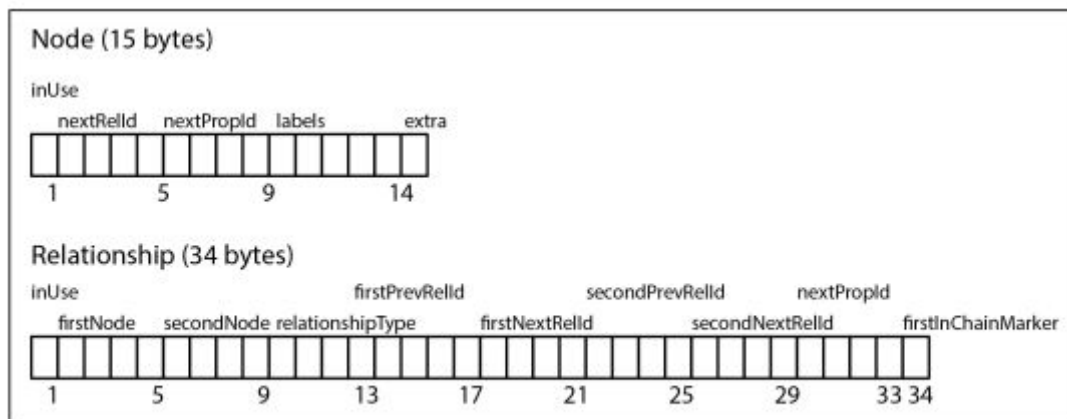 Node (15 bytes)
inUse
nextRelId nextPropId labels extra
1 5 9 14
Relationship (34 bytes)
inUse firstPrevRelId secondPrevRelId nextPropId
firstNode secondNode relationshipType firstNextRelId secondNextRelId firstInChainMarker
1 5 9 13 17 21 25 29 33 34